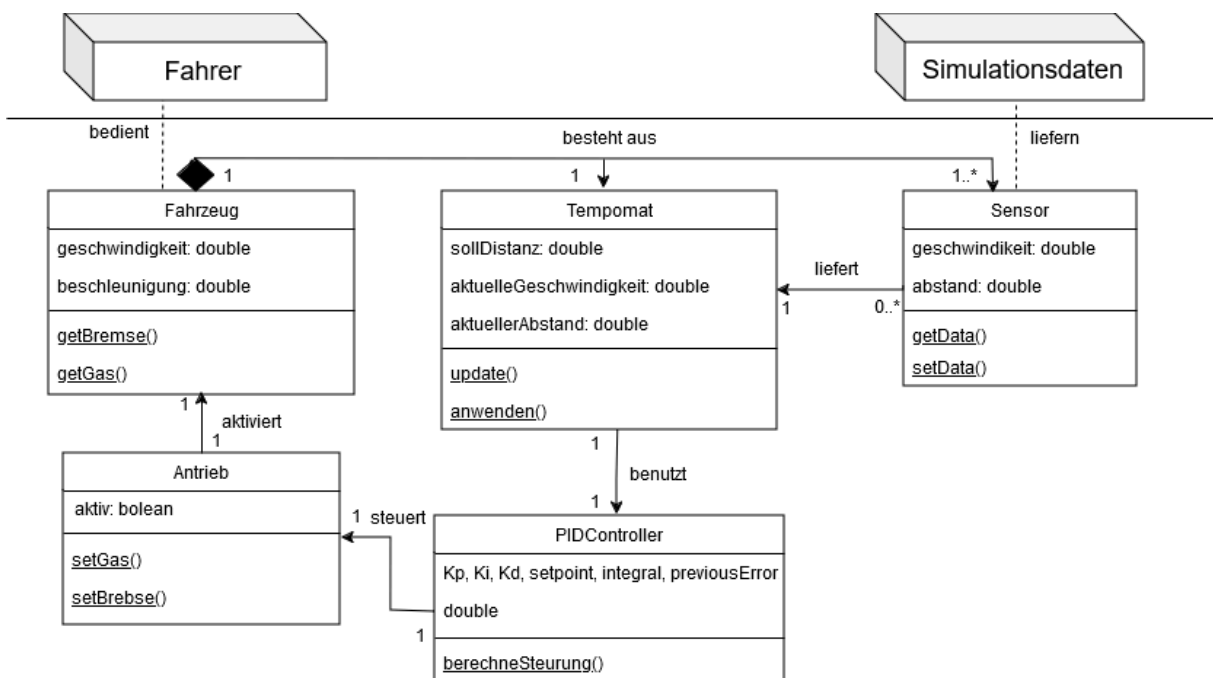 Fahrer
Simulationsdaten
bedient
besteht aus
liefern
1
1
1..*
Fahrzeug
geschwindigkeit: double
beschleunigung: double
getBremse()
getGas()
Tempomat
sollDistanz: double
aktuelleGeschwindigkeit: double
aktuellerAbstand: double
update()
anwenden()
Sensor
geschwindikeit: double
abstand: double
getData()
setData()
liefert
1
0..*
1
aktiviert
1
1
benutzt
1
Antrieb
aktiv: bolean
setGas()
setBrebse()
1
steuert
1
PIDController
Kp, Ki, Kd, setpoint, integral, previousError
double
berechneSteurung()